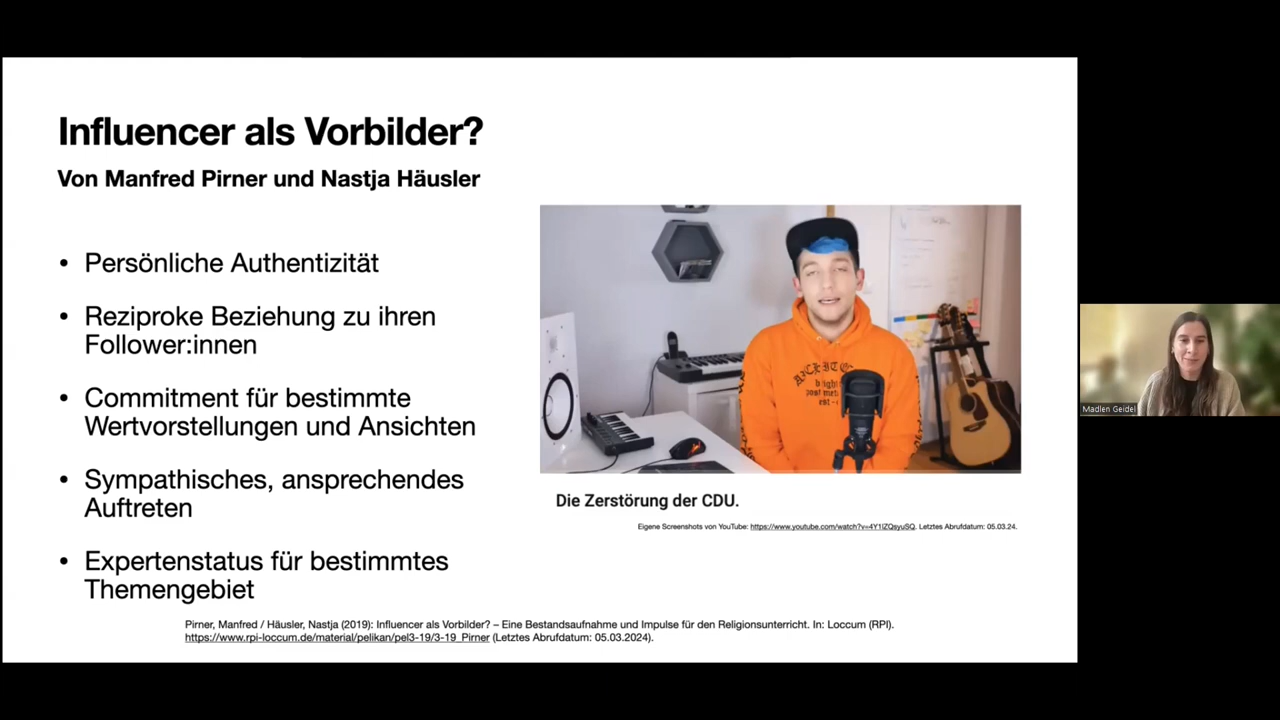 Influencer als Vorbilder?
Von Manfred Pirner und Nastja Häusler
• Persönliche Authentizität
• Reziproke Beziehung zu ihren
Follower:innen
• Commitment für bestimmte
Wertvorstellungen und Ansichten
• Sympathisches, ansprechendes
Auftreten
• Expertenstatus für bestimmtes
Themengebiet
Die Zerstörung der CDU.
Eigene Screenshots von YouTube: https://www.youtube.com/watch?v=4Y1lZQsyuSQ. Letztes Abrufdatum: 05.03.24.
Pirner, Manfred / Häusler, Nastja (2019): Influencer als Vorbilder? – Eine Bestandsaufnahme und Impulse für den Religionsunterricht. In: Loccum (RPI).
https://www.rpi-loccum.de/material/pelikan/pel3-19/3-19_Pirner (Letztes Abrufdatum: 05.03.2024).
Madlen Geidel